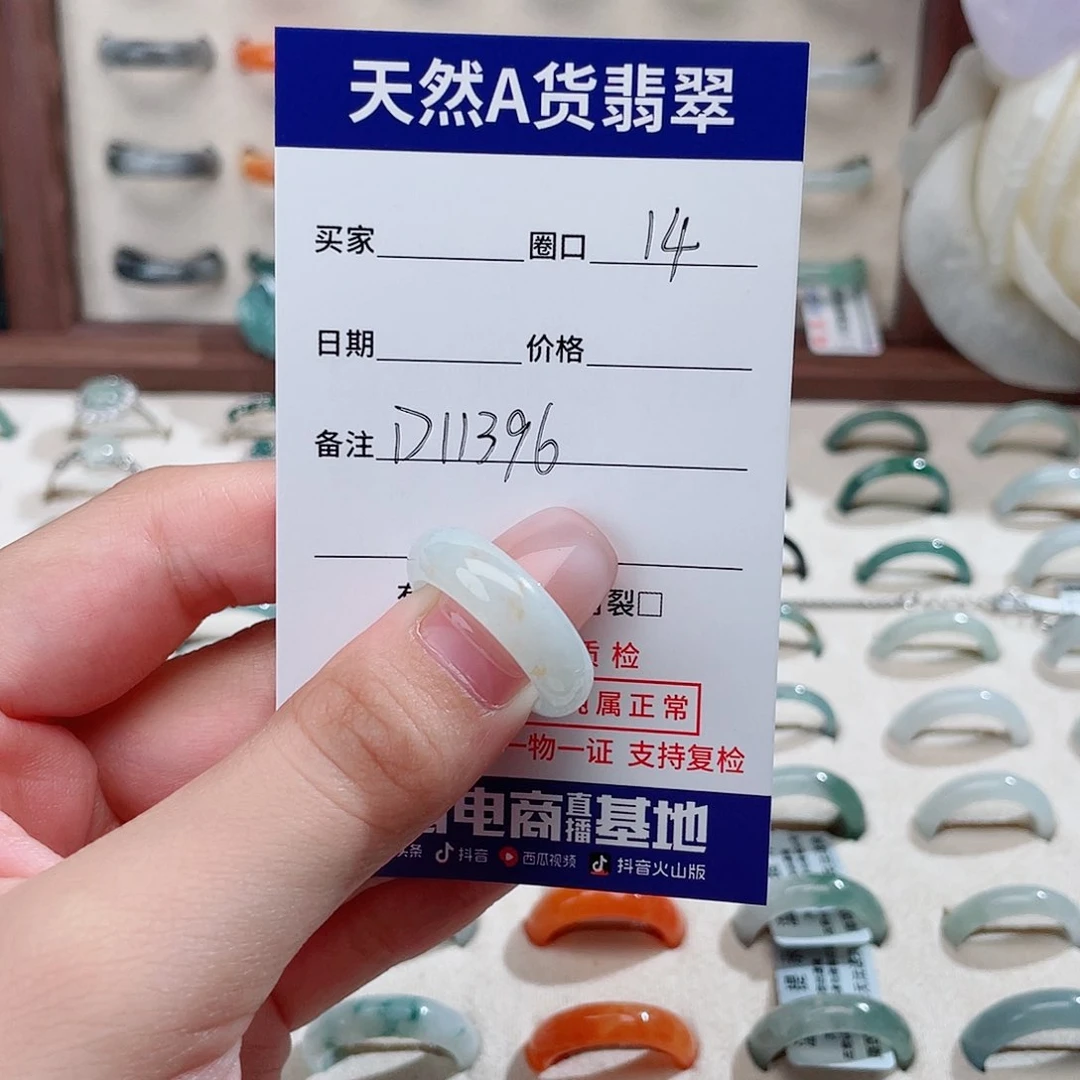 天然A货翡翠
买家 圈口 14
日期 价格
备注 D11396
裂□
质检
属正常
一物一证 支持复检
电商直播基地
头条 抖音 西瓜视频 抖音火山版